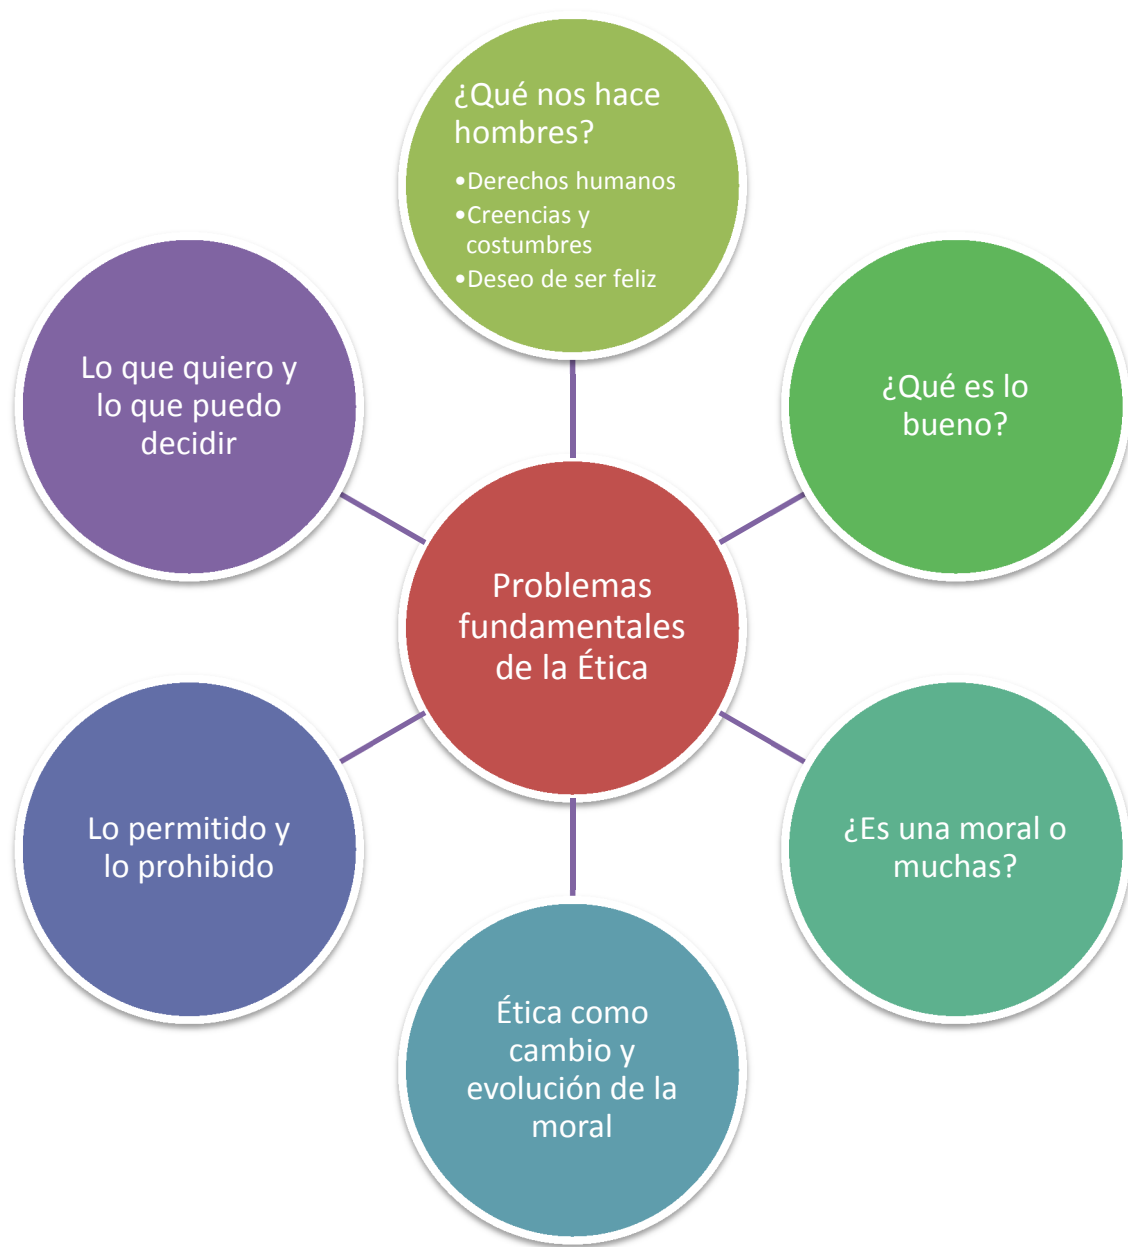 ¿Qué nos hace
hombres?
•Derechos humanos
•Creencias y
costumbres
•Deseo de ser feliz
Lo que quiero y
lo que puedo
decidir
¿Qué es lo
bueno?
Problemas
fundamentales
de la Ética
Lo permitido y
lo prohibido
¿Es una moral o
muchas?
Ética como
cambio y
evolución de la
moral